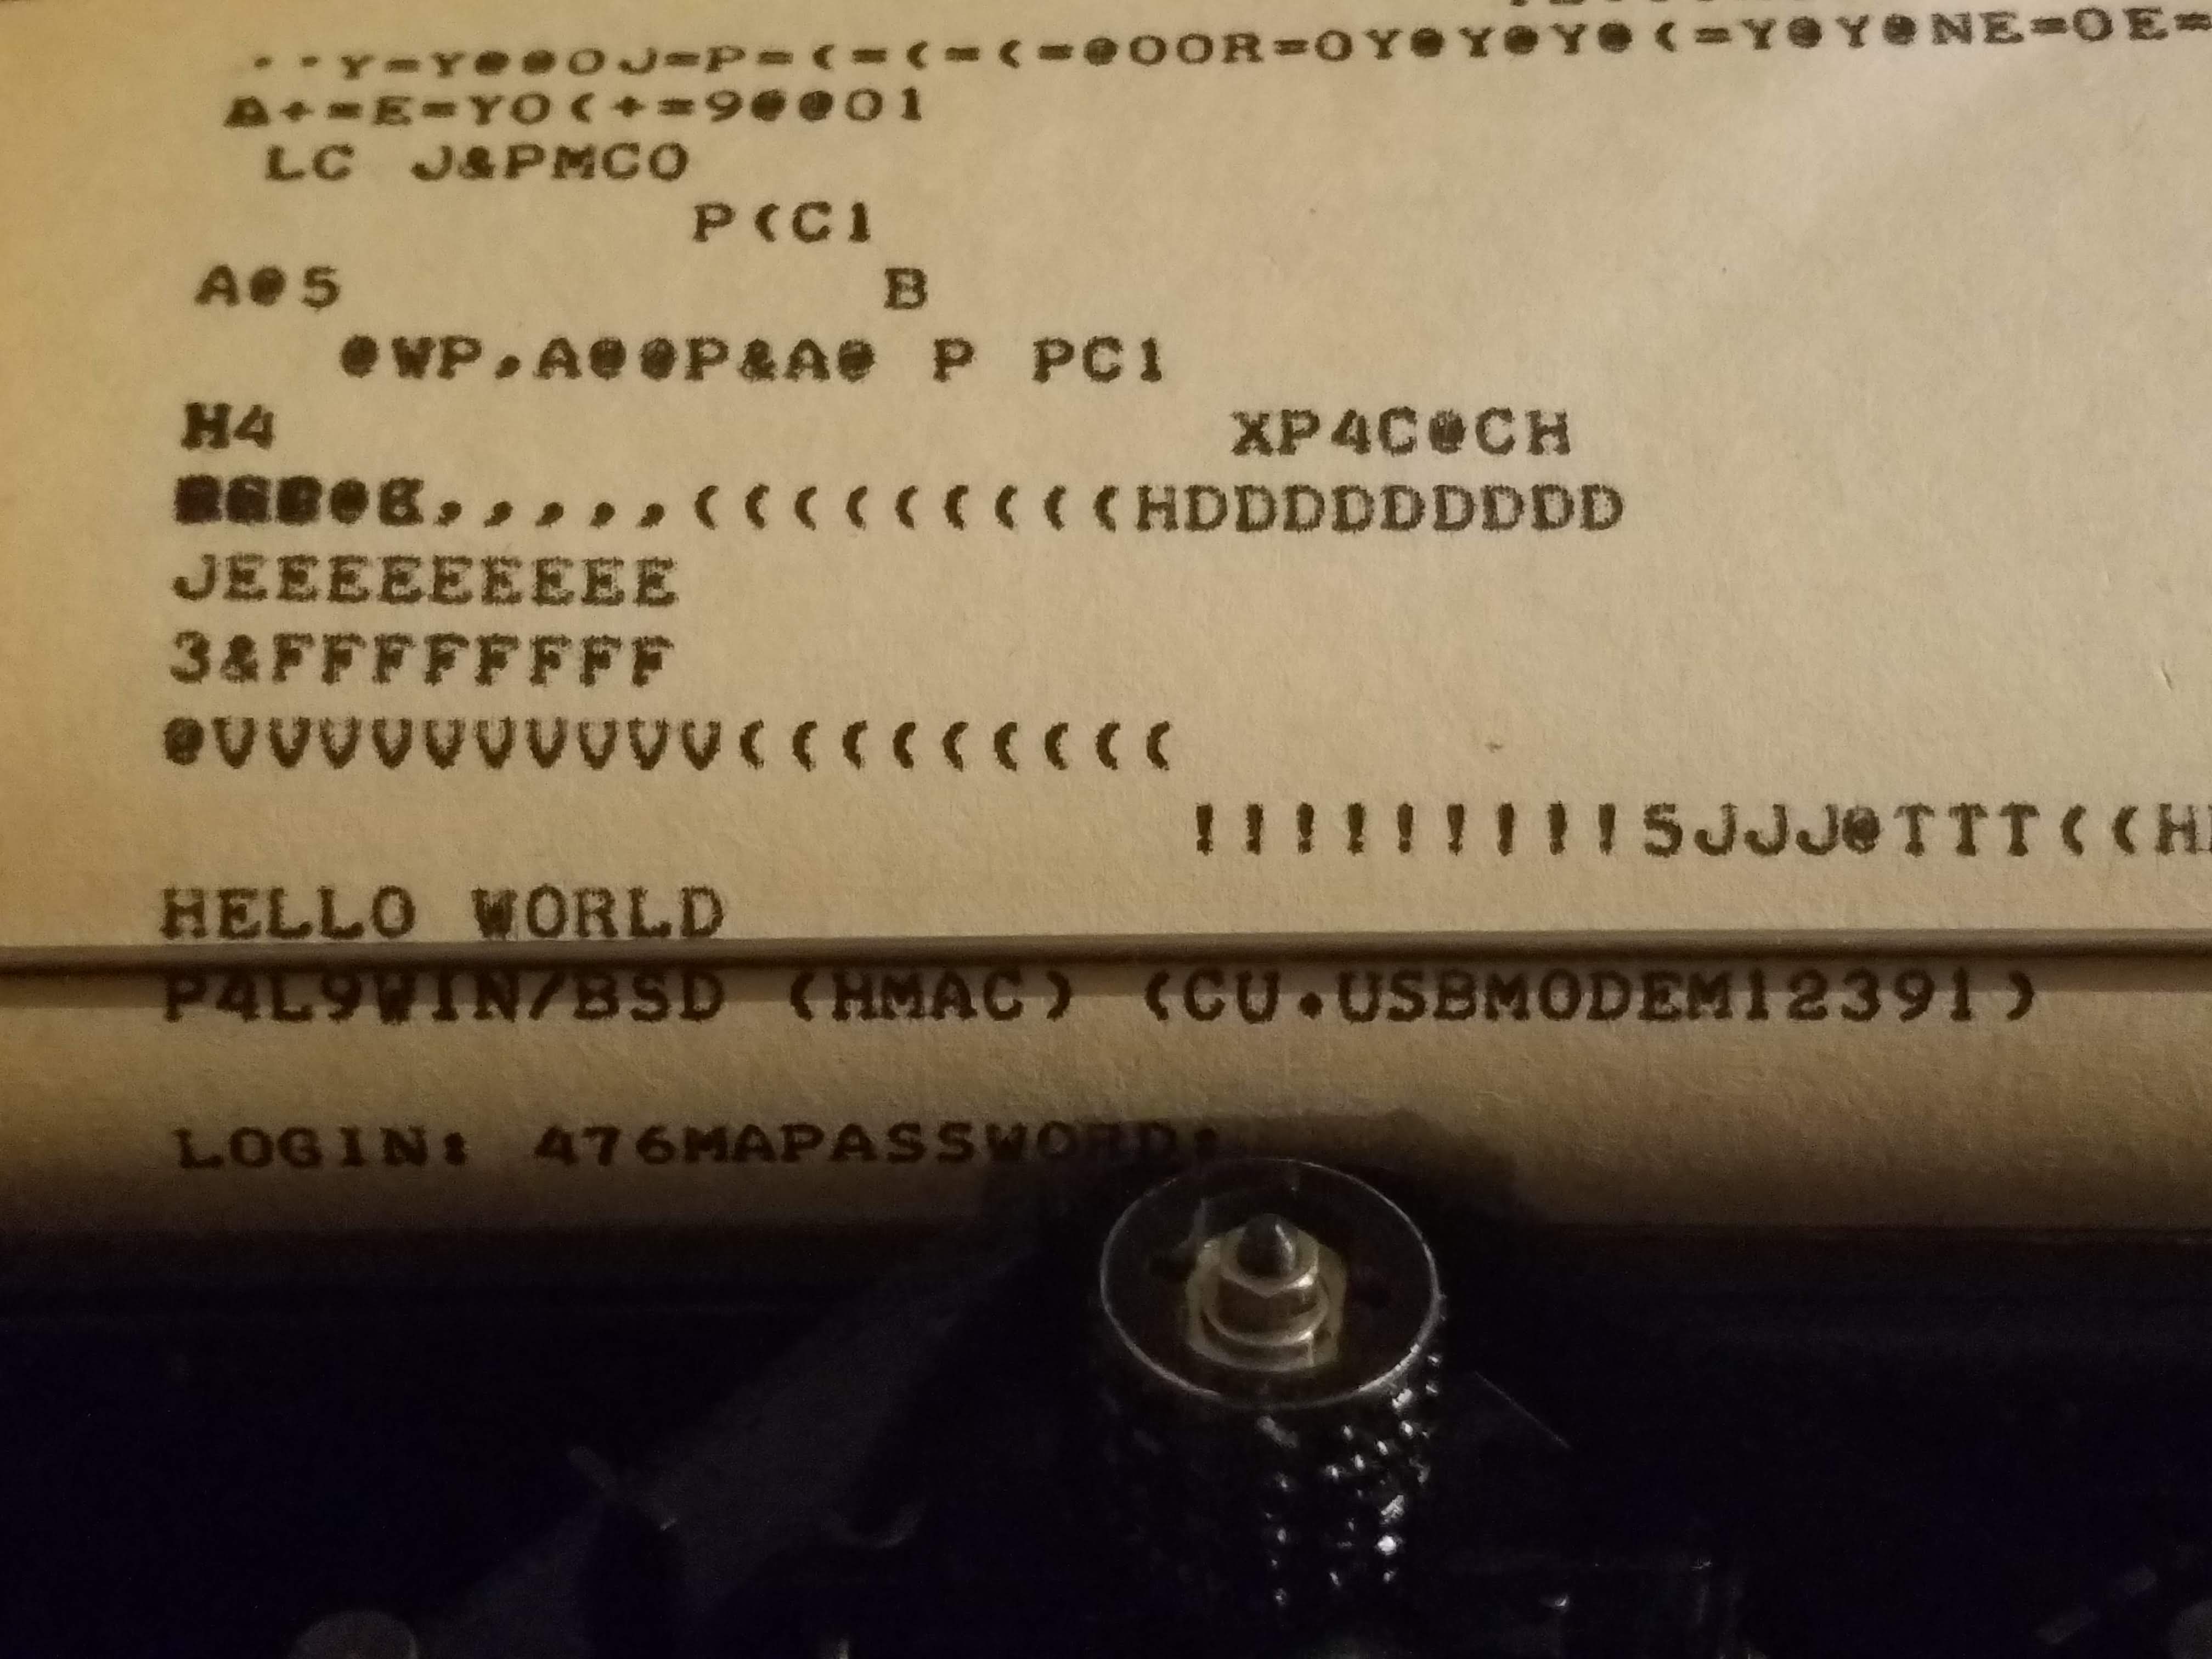 ··Y=Y@@OJ=P=(=(=(=@OOR=OY@Y@Y@(=Y@Y@NE=OE=
A+=E=YO(+=9@@O1
LC J&PMCO
P(C1
A@5 B
@WP,A@@P&A@ P PC1
H4 XP4C@CH
,,,,,(((((((((HDDDDDDDDD
JEEEEEEEEE
3&FFFFFFFF
@VVVVVVVVVV(((((((((
!!!!!!!!!5JJJ@TTT((H
HELLO WORLD
P4L9WIN/BSD (HMAC) (CU.USBMODEM12391)
LOGIN: 476MAPASSWORD: